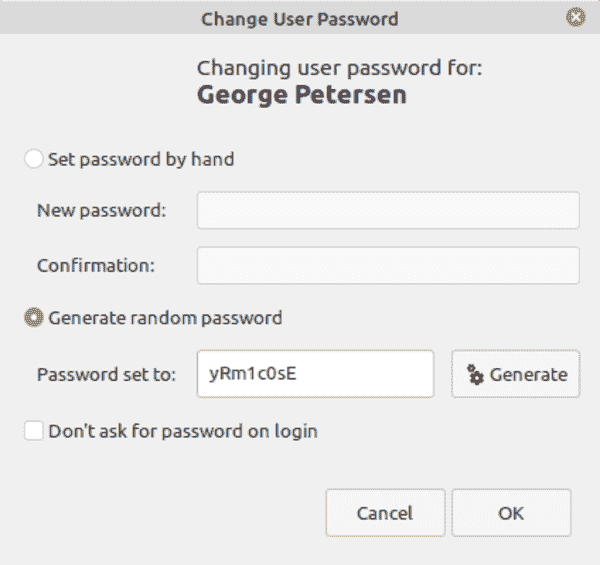 Change User Password
Changing user password for:
George Petersen
Set password by hand
New password:
Confirmation:
Generate random password
Password set to: yRm1c0sE Generate
Don't ask for password on login
Cancel OK